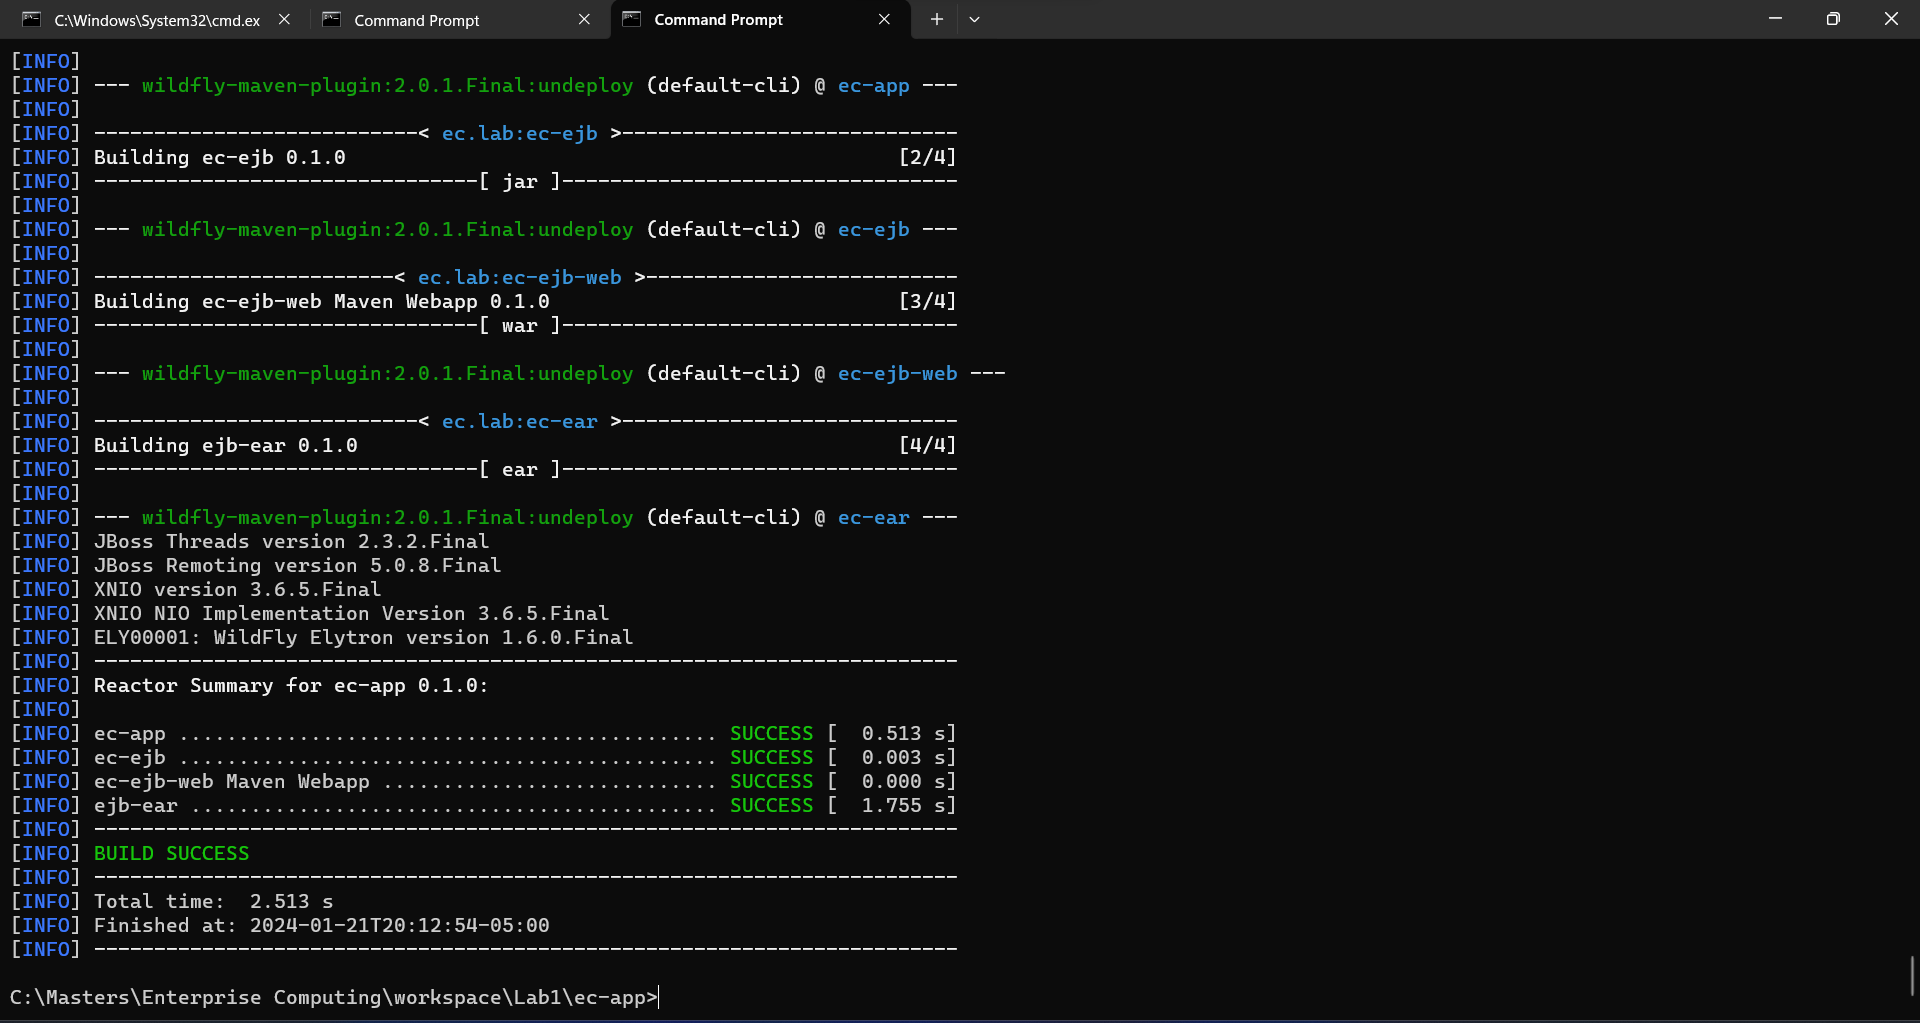 C:\Windows\System32\cmd.ex
Command Prompt
Command Prompt
[INFO]
[INFO] --- wildfly-maven-plugin:2.0.1.Final:undeploy (default-cli) @ ec-app ---
[INFO]
[INFO] ---------------------------< ec.lab:ec-ejb >----------------------------
[INFO] Building ec-ejb 0.1.0                                              [2/4]
[INFO] --------------------------------[ jar ]---------------------------------
[INFO]
[INFO] --- wildfly-maven-plugin:2.0.1.Final:undeploy (default-cli) @ ec-ejb ---
[INFO]
[INFO] -------------------------< ec.lab:ec-ejb-web >--------------------------
[INFO] Building ec-ejb-web Maven Webapp 0.1.0                             [3/4]
[INFO] --------------------------------[ war ]---------------------------------
[INFO]
[INFO] --- wildfly-maven-plugin:2.0.1.Final:undeploy (default-cli) @ ec-ejb-web ---
[INFO]
[INFO] ---------------------------< ec.lab:ec-ear >----------------------------
[INFO] Building ejb-ear 0.1.0                                             [4/4]
[INFO] --------------------------------[ ear ]---------------------------------
[INFO]
[INFO] --- wildfly-maven-plugin:2.0.1.Final:undeploy (default-cli) @ ec-ear ---
[INFO] JBoss Threads version 2.3.2.Final
[INFO] JBoss Remoting version 5.0.8.Final
[INFO] XNIO version 3.6.5.Final
[INFO] XNIO NIO Implementation Version 3.6.5.Final
[INFO] ELY00001: WildFly Elytron version 1.6.0.Final
[INFO] ------------------------------------------------------------------------
[INFO] Reactor Summary for ec-app 0.1.0:
[INFO]
[INFO] ec-app ............................................. SUCCESS [  0.513 s]
[INFO] ec-ejb ............................................. SUCCESS [  0.003 s]
[INFO] ec-ejb-web Maven Webapp ............................ SUCCESS [  0.000 s]
[INFO] ejb-ear ............................................ SUCCESS [  1.755 s]
[INFO] ------------------------------------------------------------------------
[INFO] BUILD SUCCESS
[INFO] ------------------------------------------------------------------------
[INFO] Total time:  2.513 s
[INFO] Finished at: 2024-01-21T20:12:54-05:00
[INFO] ------------------------------------------------------------------------
C:\Masters\Enterprise Computing\workspace\Lab1\ec-app>